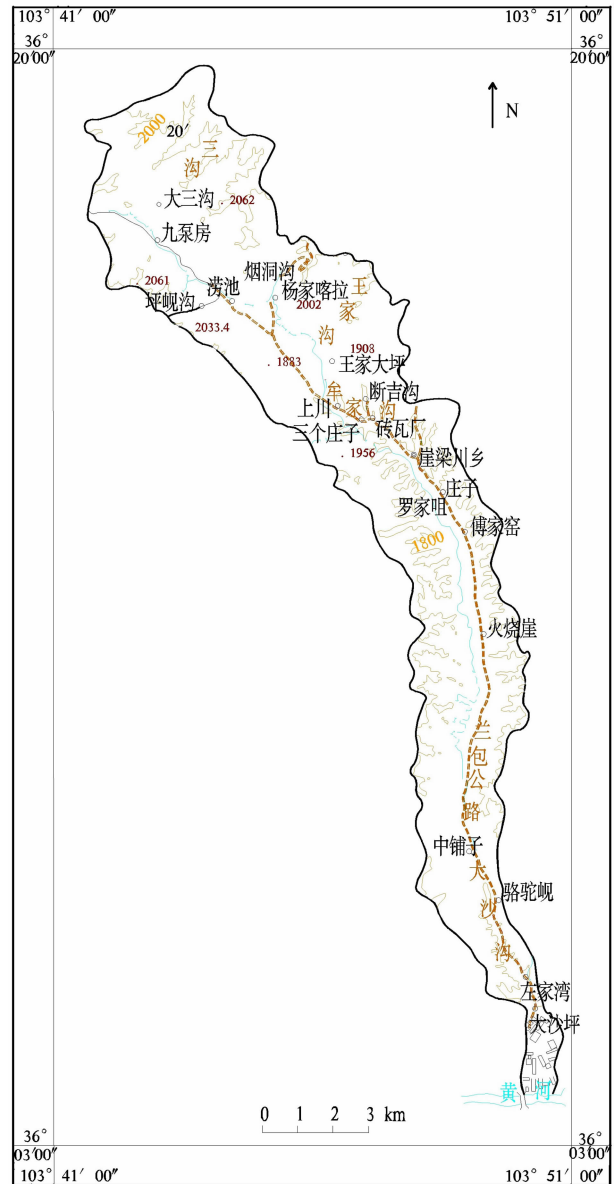 103° 41′ 00″
103° 51′ 00″
36°
20′00″
36°
20′00″
N
2000
20′
三沟
大三沟
2062
九泵房
烟洞沟
2061
涝池
杨家喀拉
王家沟
坪岘沟
2002
2033.4
1908
1883
王家大坪
断吉沟
牟家沟
上川
砖瓦厂
三个庄子
1956
崖梁川乡
庄子
罗家咀
傅家窑
1800
火烧崖
兰包公路
中铺子
大沙沟
骆驼岘
左家湾
大沙坪
黄河
0 1 2 3 km
36°
03′00″
36°
03′00″
103° 41′ 00″
103° 51′ 00″